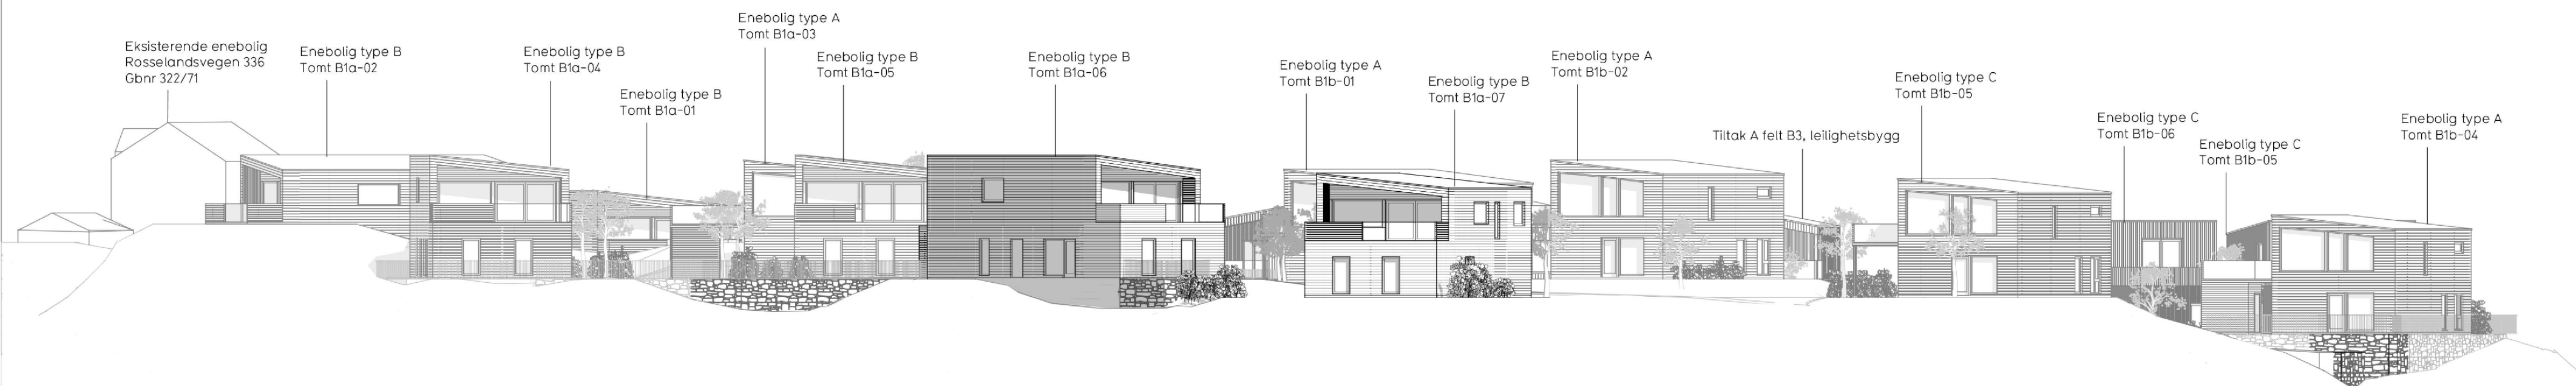 Eksisterende enebolig
Rosselandsvegen 336
Gbnr 322/71
Enebolig type B
Tomt B1a-02
Enebolig type B
Tomt B1a-04
Enebolig type B
Tomt B1a-01
Enebolig type A
Tomt B1a-03
Enebolig type B
Tomt B1a-05
Enebolig type B
Tomt B1a-06
Enebolig type A
Tomt B1b-01
Enebolig type B
Tomt B1a-07
Enebolig type A
Tomt B1b-02
Tiltak A felt B3, leilighetsbygg
Enebolig type C
Tomt B1b-05
Enebolig type C
Tomt B1b-06
Enebolig type C
Tomt B1b-05
Enebolig type A
Tomt B1b-04